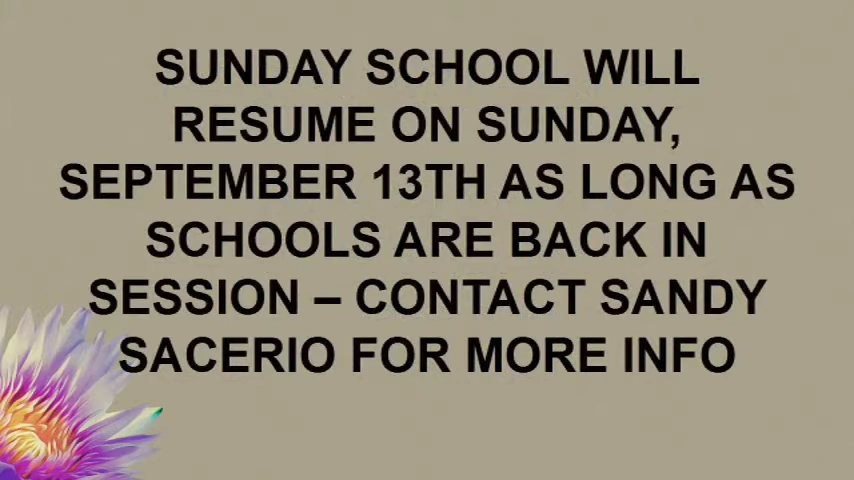 SUNDAY SCHOOL WILL
RESUME ON SUNDAY,
SEPTEMBER 13TH AS LONG AS
SCHOOLS ARE BACK IN
SESSION – CONTACT SANDY
SACERIO FOR MORE INFO